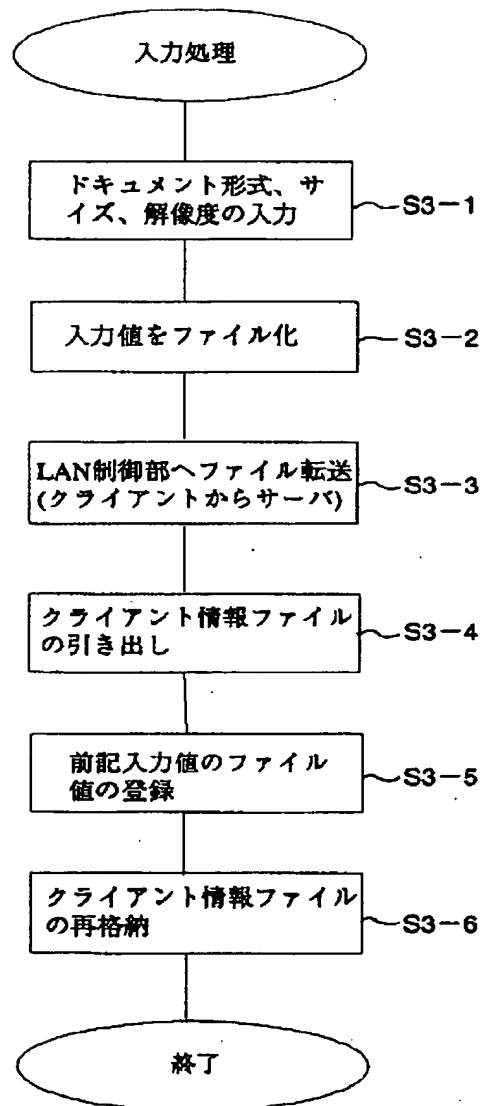 入力処理
ドキュメント形式、サ
イズ、解像度の入力
S3-1
入力値をファイル化
S3-2
LAN制御部へファイル転送
(クライアントからサーバ)
S3-3
クライアント情報ファイル
の引き出し
S3-4
前記入力値のファイル
値の登録
S3-5
クライアント情報ファイル
の再格納
S3-6
終了